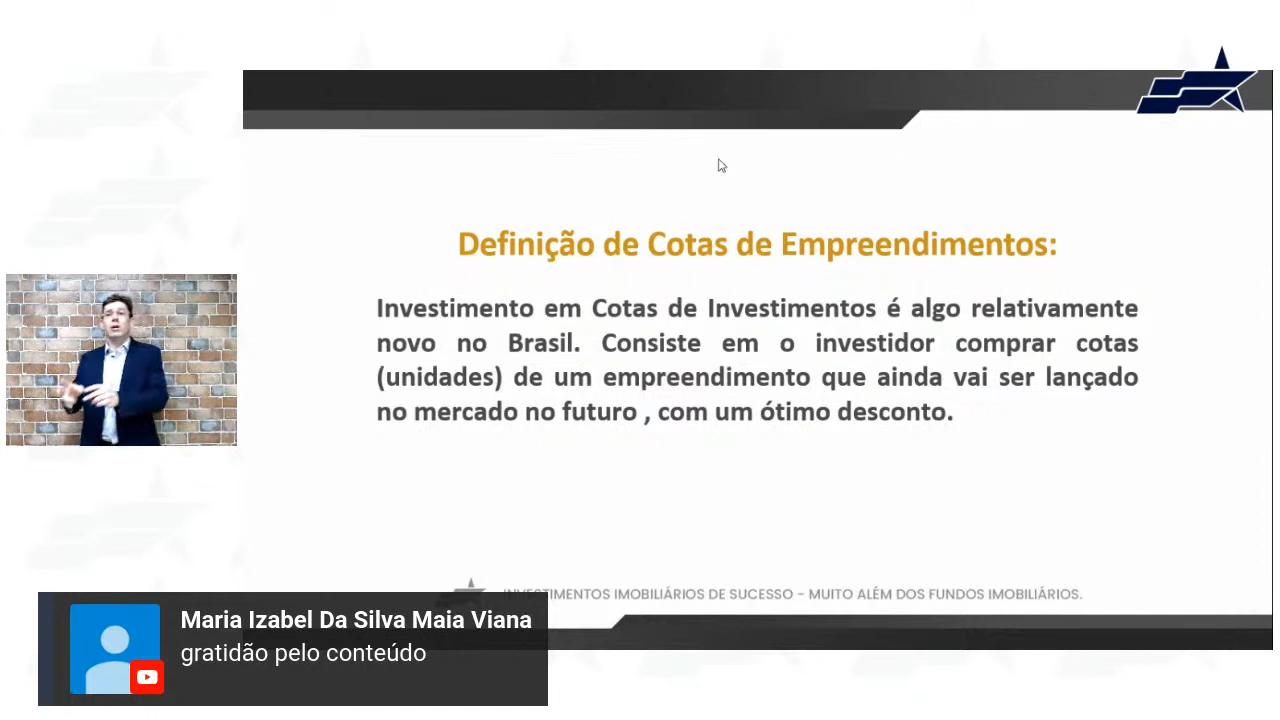 Definição de Cotas de Empreendimentos:
Investimento em Cotas de Investimentos é algo relativamente
novo no Brasil. Consiste em o investidor comprar cotas
(unidades) de um empreendimento que ainda vai ser lançado
no mercado no futuro , com um ótimo desconto.
INVESTIMENTOS IMOBILIÁRIOS DE SUCESSO - MUITO ALÉM DOS FUNDOS IMOBILIÁRIOS.
Maria Izabel Da Silva Maia Viana
gratidão pelo conteúdo